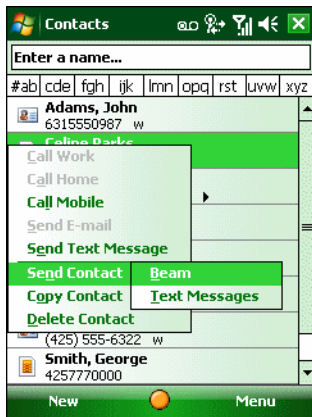 Contacts
Enter a name...
#ab cde fgh ijk lmn opq rst uvw xyz
Adams, John
6315550987 w
Celine Parks
Call Work
Call Home
Call Mobile
Send E-mail
Send Text Message
Send Contact Beam
Copy Contact Text Messages
Delete Contact
(425) 555-6322 w
Smith, George
4257770000
New Menu